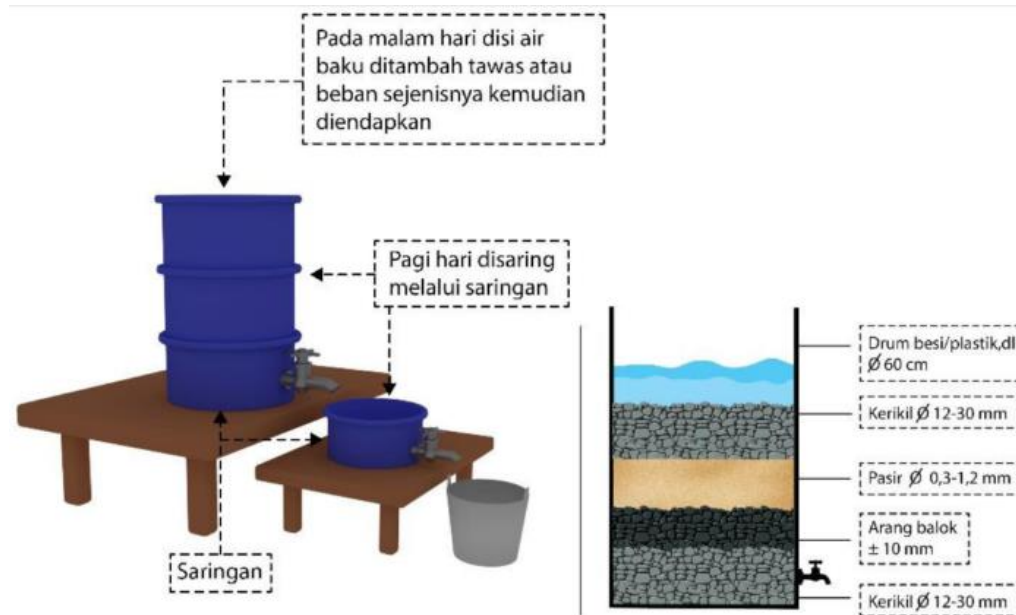 Pada malam hari disi air
baku ditambah tawas atau
beban sejenisnya kemudian
diendapkan
Pagi hari disaring
melalui saringan
Saringan
Drum besi/plastik,dl
Ø 60 cm
Kerikil Ø 12-30 mm
Pasir Ø 0,3-1,2 mm
Arang balok
± 10 mm
Kerikil Ø 12-30 mm